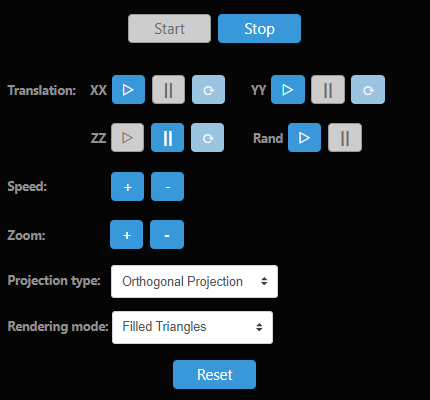 Start Stop
Translation: XX YY
ZZ Rand
Speed: + -
Zoom: + -
Projection type: Orthogonal Projection
Rendering mode: Filled Triangles
Reset